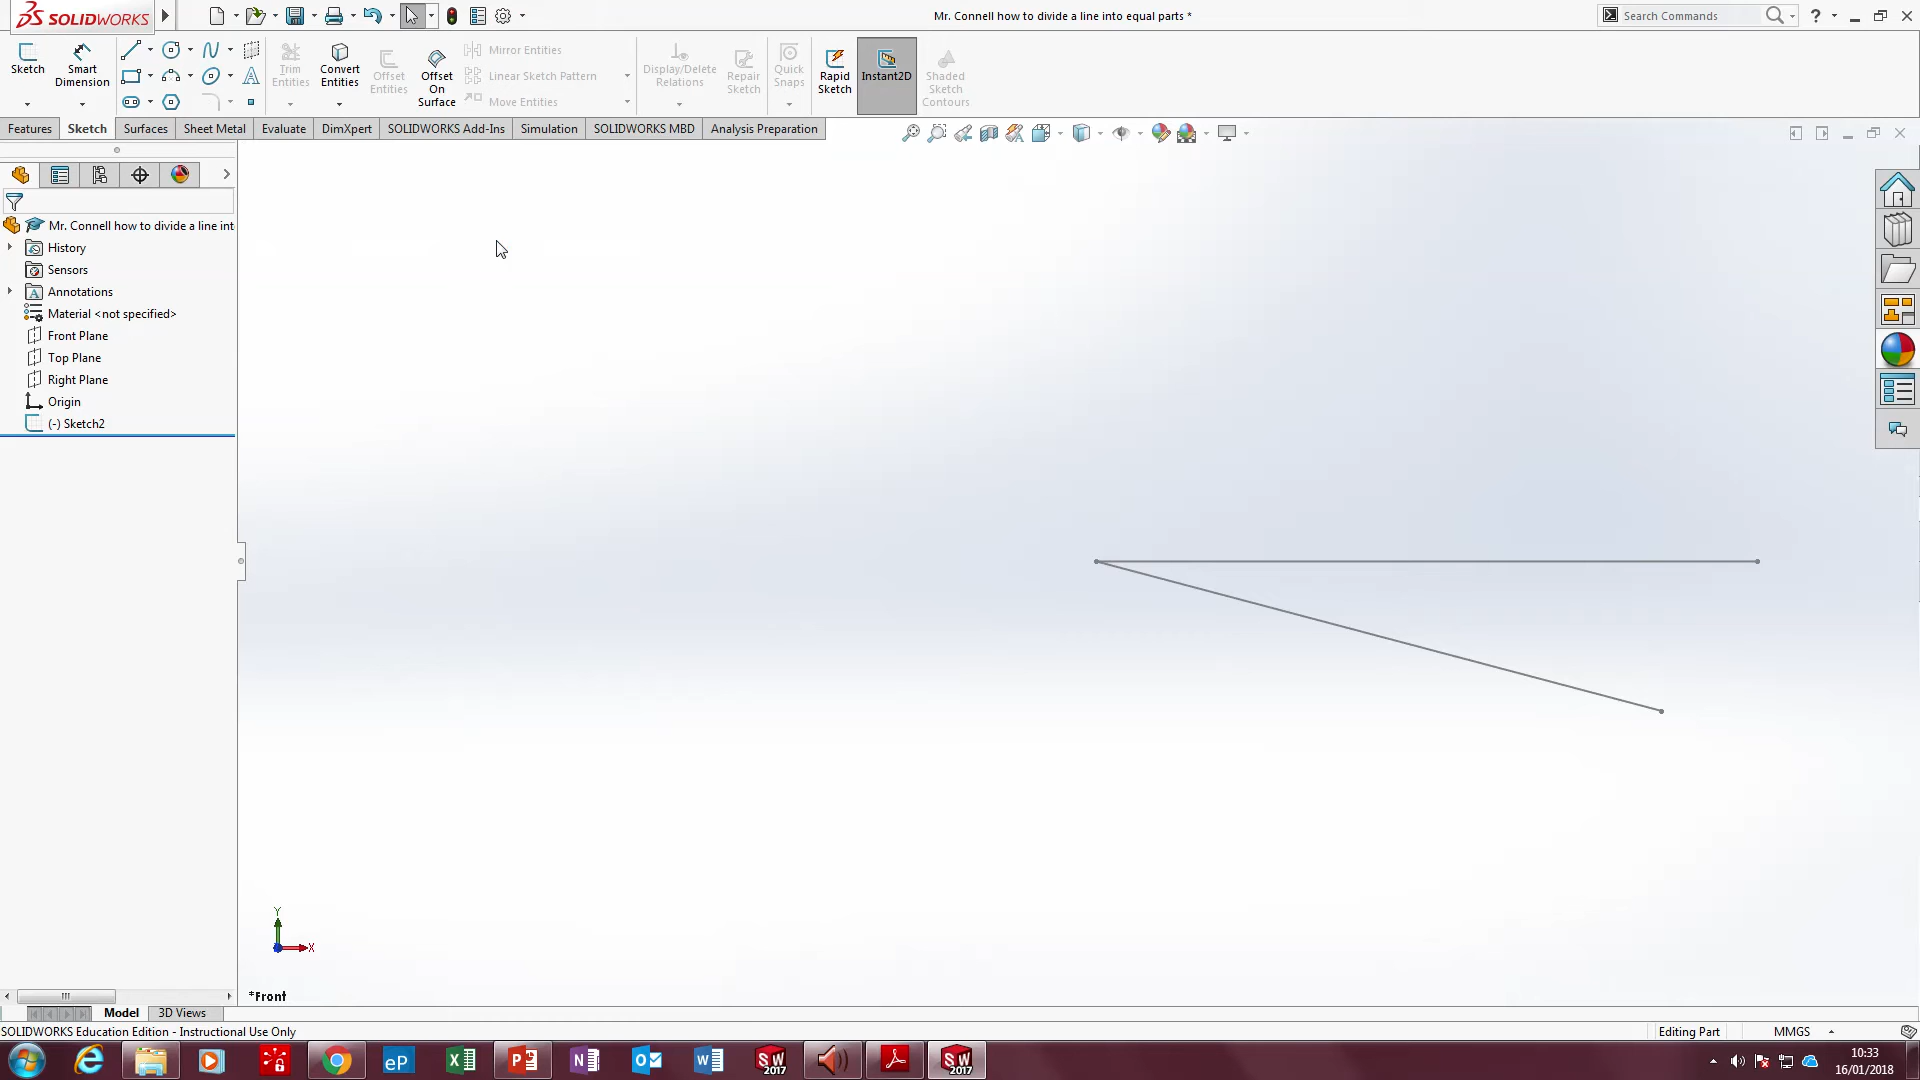 SOLIDWORKS
Mr. Connell how to divide a line into equal parts *
Search Commands
?
Sketch
Smart Dimension
Trim Entities
Convert Entities
Offset Entities
Offset On Surface
Mirror Entities
Linear Sketch Pattern
Move Entities
Display/Delete Relations
Repair Sketch
Quick Snaps
Rapid Sketch
Instant2D
Shaded Sketch Contours
Features
Sketch
Surfaces
Sheet Metal
Evaluate
DimXpert
SOLIDWORKS Add-Ins
Simulation
SOLIDWORKS MBD
Analysis Preparation
Mr. Connell how to divide a line int
History
Sensors
Annotations
Material <not specified>
Front Plane
Top Plane
Right Plane
Origin
(-) Sketch2
Y
X
*Front
Model
3D Views
SOLIDWORKS Education Edition - Instructional Use Only
Editing Part
MMGS
SW 2017
SW 2017
10:33
16/01/2018